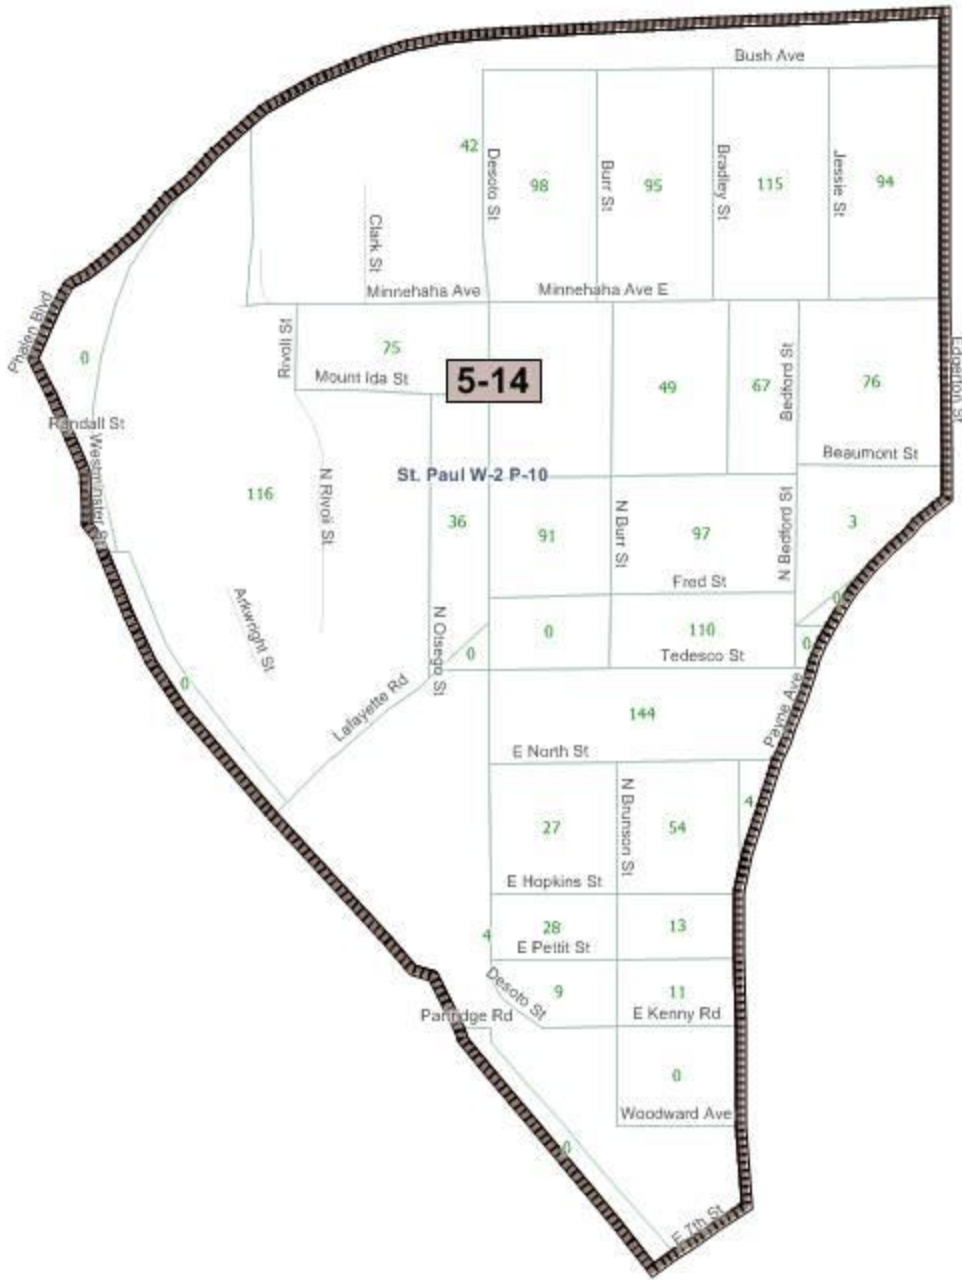 Bush Ave
42
Desoto St
98
Burr St
95
Bradley St
115
Jessie St
94
Clark St
Minnehaha Ave
Minnehaha Ave E
Phalen Blvd
0
Rivoli St
75
Mount Ida St
5-14
49
67
Bedford St
76
Edgerton St
Randall St
Westminster St
Beaumont St
St. Paul W-2 P-10
116
N Rivoli St
36
91
N Burr St
97
N Bedford St
3
Fred St
0
Arkwright St
N Otsego St
0
0
110
Tedesco St
0
0
Lafayette Rd
144
Payne Ave
E North St
27
N Brunson St
54
4
E Hopkins St
4
28
13
E Pettit St
Desoto St
9
11
Partridge Rd
E Kenny Rd
0
Woodward Ave
0
E 7th St